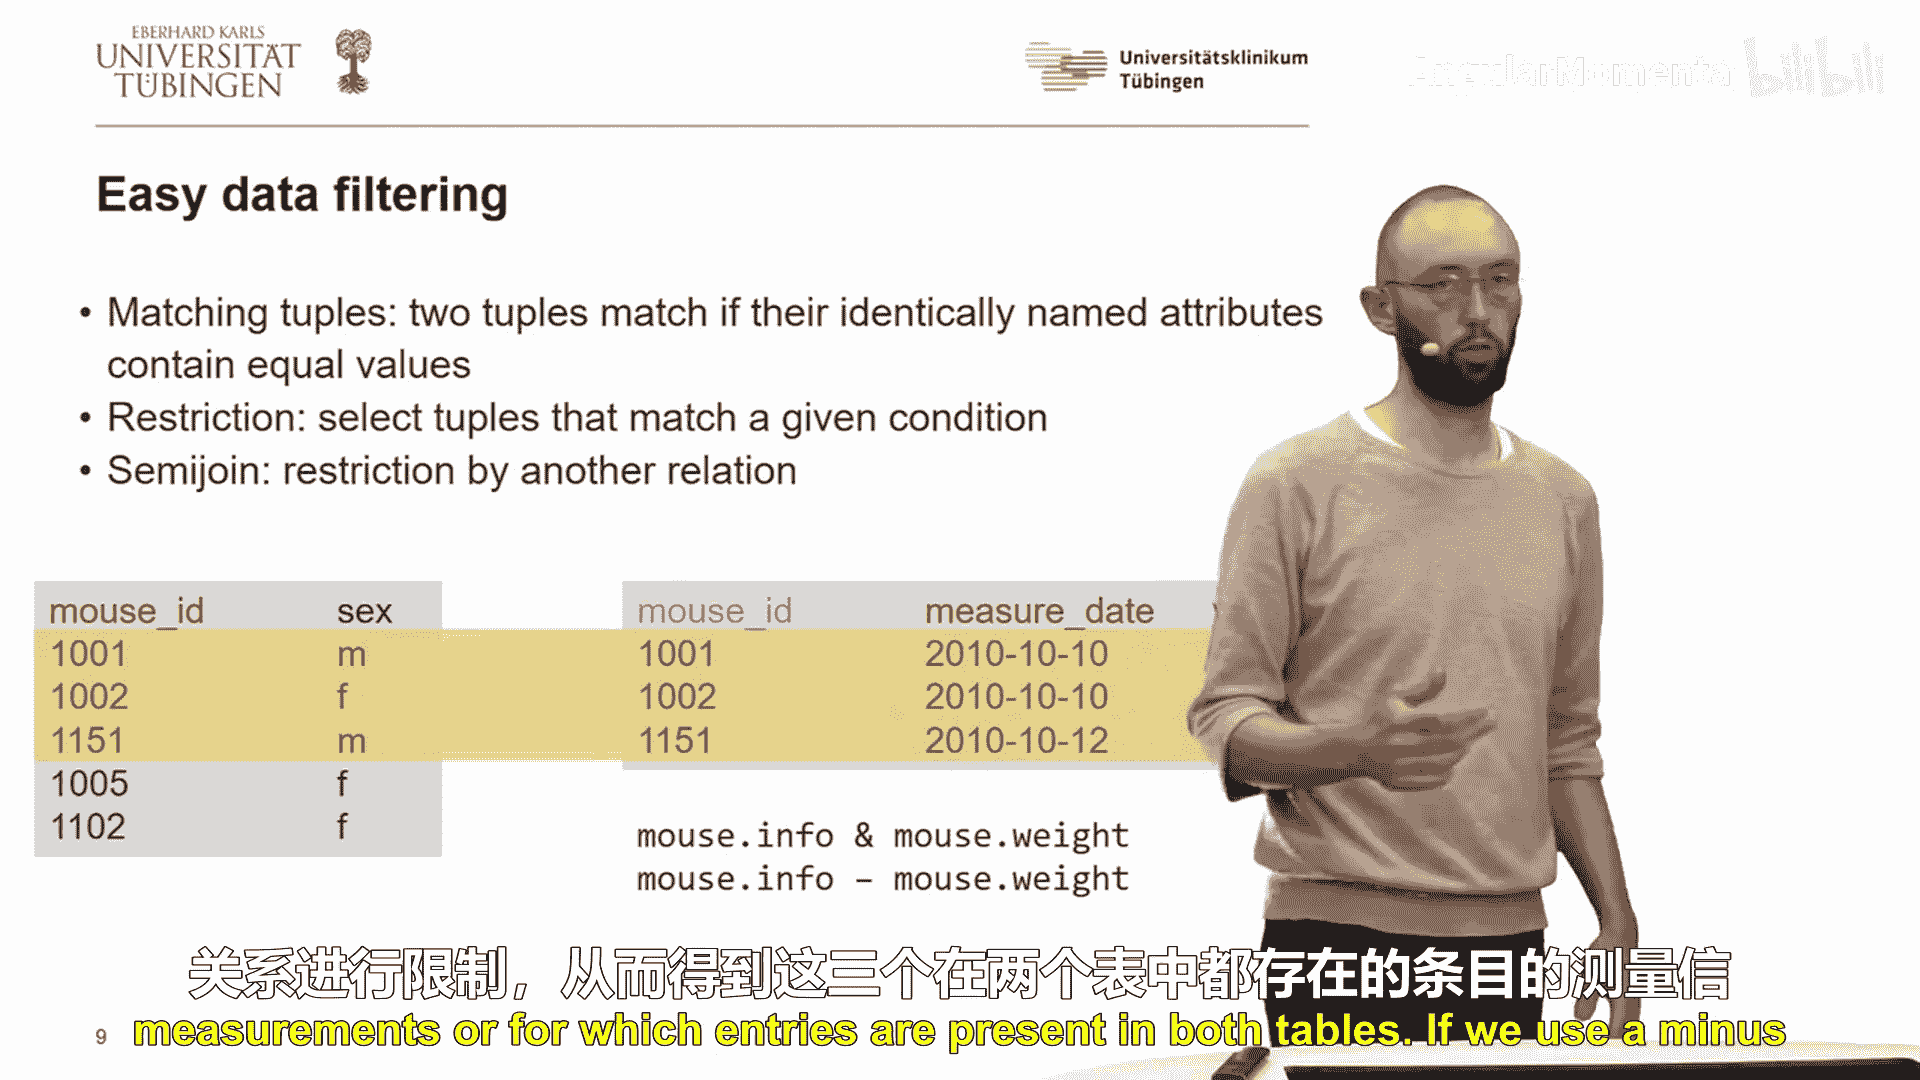 EBERHARD KARLS
UNIVERSITÄT
TÜBINGEN
Universitätsklinikum
Tübingen
AngularMomenta bilibili
Easy data filtering
• Matching tuples: two tuples match if their identically named attributes
contain equal values
• Restriction: select tuples that match a given condition
• Semijoin: restriction by another relation
mouse_id sex
1001 m
1002 f
1151 m
1005 f
1102 f
mouse_id measure_date
1001 2010-10-10
1002 2010-10-10
1151 2010-10-12
mouse.info & mouse.weight
mouse.info – mouse.weight
关系进行限制，从而得到这三个在两个表中都存在的条目的测量信
9 measurements or for which entries are present in both tables. If we use a minus